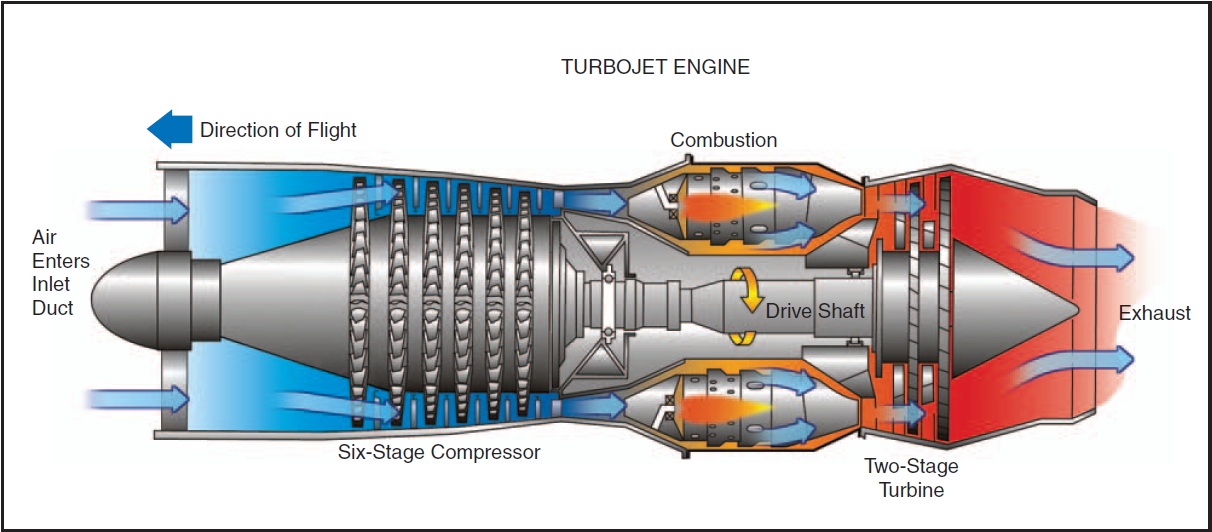 TURBOJET ENGINE
Direction of Flight
Combustion
Air
Enters
Inlet
Duct
Drive Shaft
Exhaust
Six-Stage Compressor
Two-Stage
Turbine